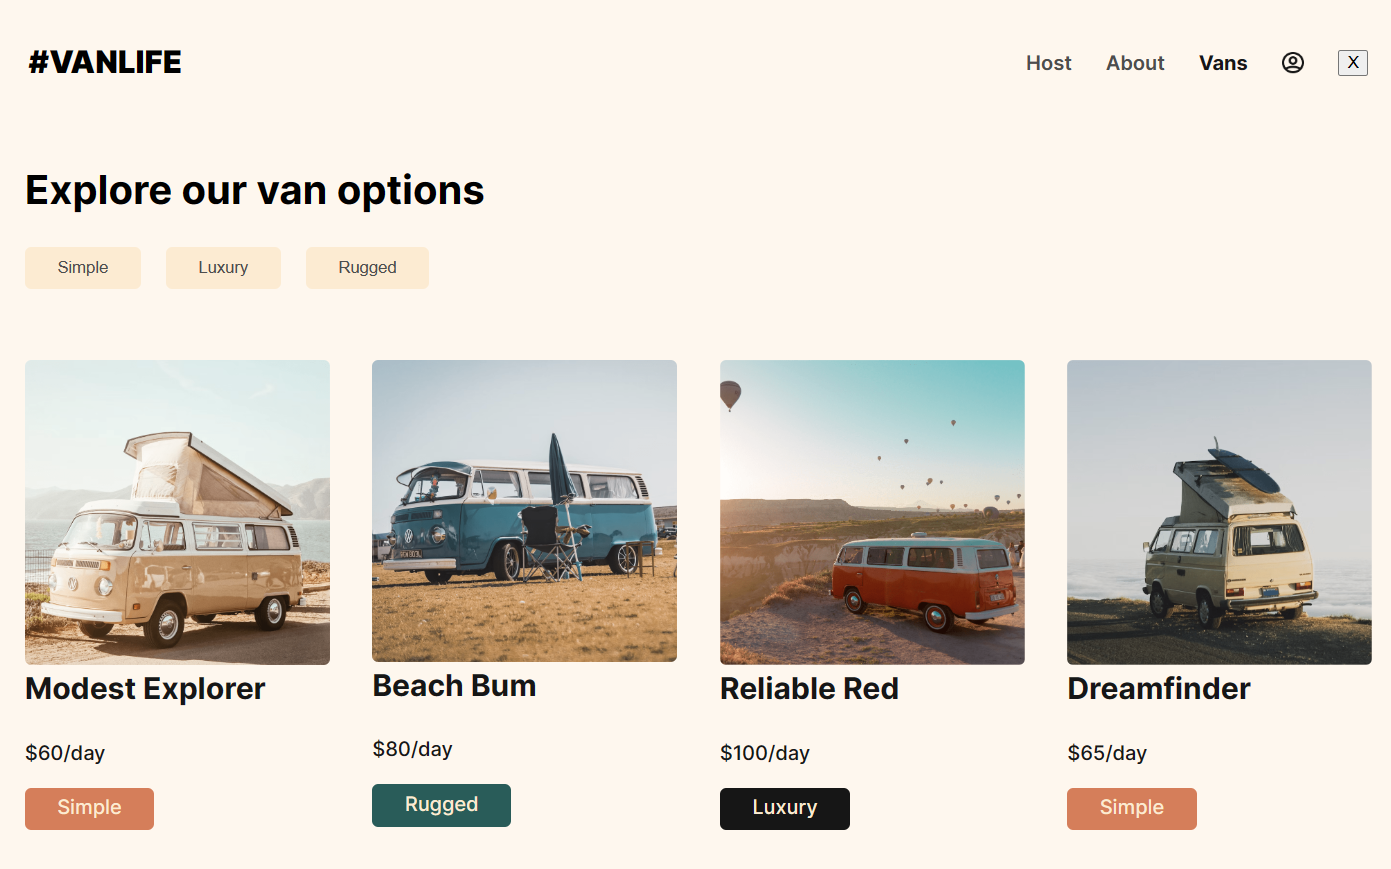 #VANLIFE
Host About Vans X
Explore our van options
Simple Luxury Rugged
Modest Explorer
$60/day
Simple
Beach Bum
$80/day
Rugged
Reliable Red
$100/day
Luxury
Dreamfinder
$65/day
Simple